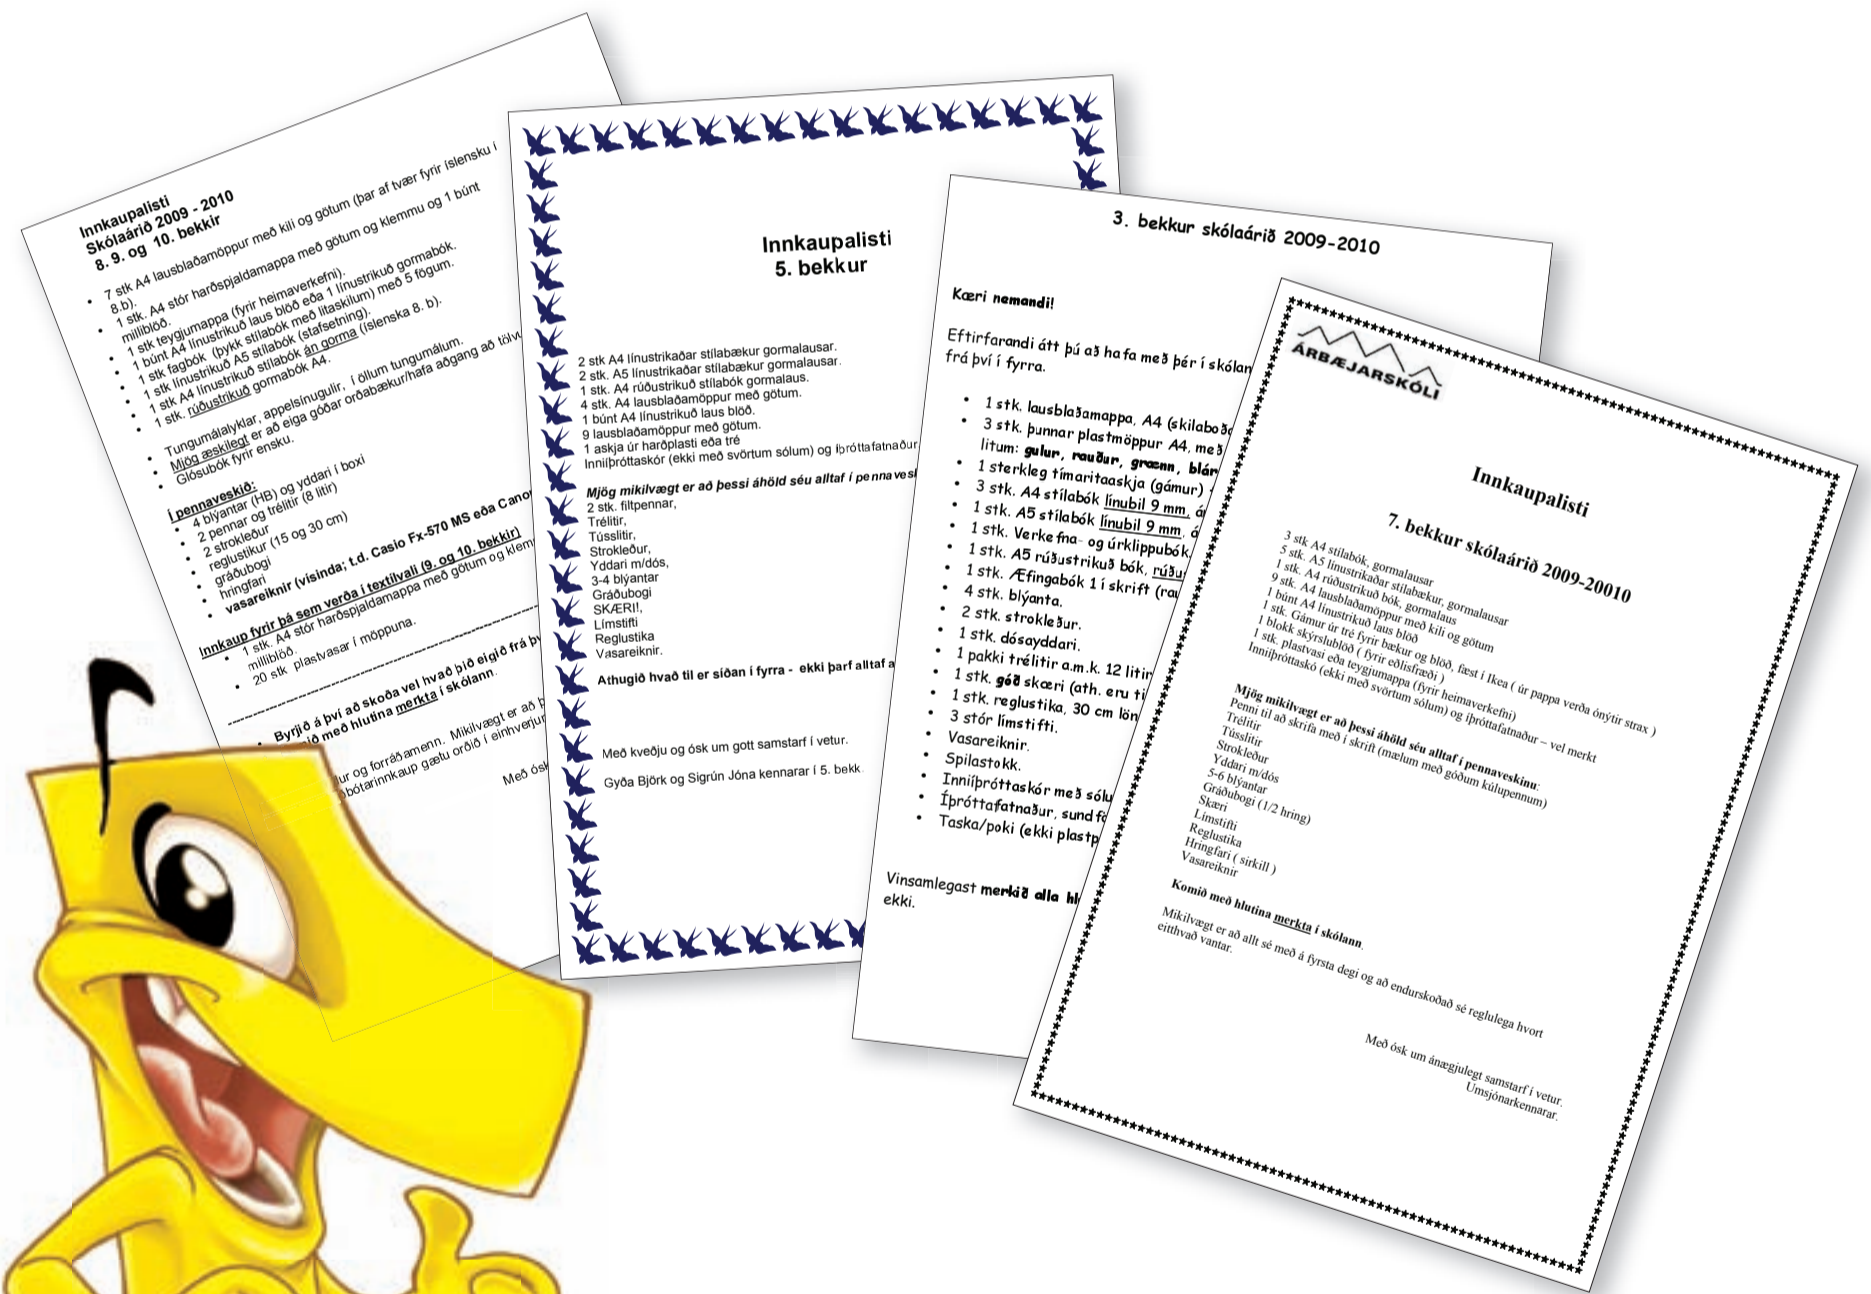 Innkaupalisti
Skólaárið 2009 - 2010
8. 9. og 10. bekkir
• 7 stk A4 lausblaðamöppur með kili og götum (þar af tvær fyrir íslensku í
8.b).
• 1 stk. A4 stór harðspjaldamappa með götum og klemmu og 1 búnt
milliblöð.
• 1 stk teygjumappa (fyrir heimaverkefni).
• 1 búnt A4 línustrikuð laus blöð eða 1 línustrikuð gormabók.
• 1 stk fagbók (þykk stílabók með litaskilum) með 5 fögum.
• 1 stk línustrikuð A5 stílabók (stafsetning).
• 1 stk A4 línustrikuð stílabók án gorma (íslenska 8. b).
• 1 stk. rúðustrikuð gormabók A4.
• Tungumálalyklar, appelsínugulir, í öllum tungumálum.
• Mjög æskilegt er að eiga góðar orðabækur/hafa aðgang að
• Glósubók fyrir ensku.
Í pennaveskið:
• 4 blýantar (HB) og yddari í boxi
• 2 pennar og trélitir (8 litir)
• 2 strokleður
• reglustikur (15 og 30 cm)
• gráðubogi
• hringfari
• vasareiknir (vísinda; t.d. Casio Fx-570 MS eða
Innkaup fyrir þá sem verða í textílvali (9. og 10. bekkir)
• 1 stk. A4 stór harðspjaldamappa með götum og
milliblöð.
• 20 stk plastvasar í möppuna.
Byrjið á því að skoða vel hvað þið eigið frá
með hlutina merkta í skólann.
og forráðamenn. Mikilvægt er að
gætu orðið í
Með
Innkaupalisti
5. bekkur
2 stk A4 línustrikaðar stílabækur gormalausar.
2 stk. A5 línustrikaðar stílabækur gormalausar.
1 stk. A4 rúðustrikuð stílabók gormalaus.
4 stk. A4 lausblaðamöppur með götum.
1 búnt A4 línustrikuð laus blöð.
9 lausblaðamöppur með götum.
1 askja úr harðplasti eða tré
Inniíþróttaskór (ekki með svörtum sólum) og íþróttafatnaður
Mjög mikilvægt er að þessi áhöld séu alltaf í
2 stk. filtpennar,
Trélitir,
Tússlitir,
Strokleður,
Yddari m/dós,
3-4 blýantar
Gráðubogi
SKÆRI!,
Límstifti
Reglustika
Vasareiknir.
Athugið hvað til er síðan í fyrra - ekki þarf alltaf
Með kveðju og ósk um gott samstarf í vetur.
Gyða Björk og Sigrún Jóna kennarar í 5. bekk
3. bekkur skólaárið 2009-2010
Kæri nemandi!
Eftirfarandi átt þú að hafa með þér í
frá því í fyrra.
• 1 stk. lausblaðamappa, A4
• 3 stk. þunnar plastmöppur A4, með
litum: gulur, rauður, grænn, blár
• 1 sterkleg tímaritaaskja (gámur)
• 3 stk. A4 stílabók línubil 9 mm,
• 1 stk. A5 stílabók línubil 9 mm,
• 1 stk. Verkefna- og úrklippubók,
• 1 stk. A5 rúðustrikuð bók,
• 1 stk. Æfingabók 1 í skrift
• 4 stk. blýanta.
• 2 stk. strokleður.
• 1 stk. dósayddari.
• 1 pakki trélitir a.m.k. 12 litir
• 1 stk. góð skæri (ath. eru
• 1 stk. reglustika, 30 cm
• 3 stór límstifti.
• Vasareiknir.
• Spilastokk.
• Inniíþróttaskór með
• Íþróttafatnaður,
• Taska/poki (ekki
Vinsamlegast merkið alla
ekki.
ÁRBÆJARSKÓLI
Innkaupalisti
7. bekkur skólaárið 2009-20010
3 stk A4 stílabók, gormalausar
5 stk. A5 línustrikaðar stílabækur, gormalausar
1 stk. A4 rúðustrikuð bók, gormalaus
9 stk. A4 lausblaðamöppur með kili og götum
1 búnt A4 línustrikuð laus blöð
1 stk. Gámur úr tré fyrir bækur og blöð, fæst í Ikea ( úr pappa verða ónýtir strax )
1 blokk skýrslublöð ( fyrir eðlisfræði )
1 stk. plastvasi eða teygjumappa (fyrir heimaverkefni)
Inniíþróttaskó (ekki með svörtum sólum) og íþróttafatnaður – vel merkt
Mjög mikilvægt er að þessi áhöld séu alltaf í pennaveskinu:
Penni til að skrifa með í skrift (mælum með góðum kúlupennum)
Trélitir
Tússlitir
Strokleður
Yddari m/dós
5-6 blýantar
Gráðubogi (1/2 hring)
Skæri
Límstifti
Reglustika
Hringfari ( sirkill )
Vasareiknir
Komið með hlutina merkta í skólann.
Mikilvægt er að allt sé með á fyrsta degi og að endurskoðað sé reglulega hvort
eitthvað vantar.
Með ósk um ánægjulegt samstarf í vetur.
Umsjónarkennarar.